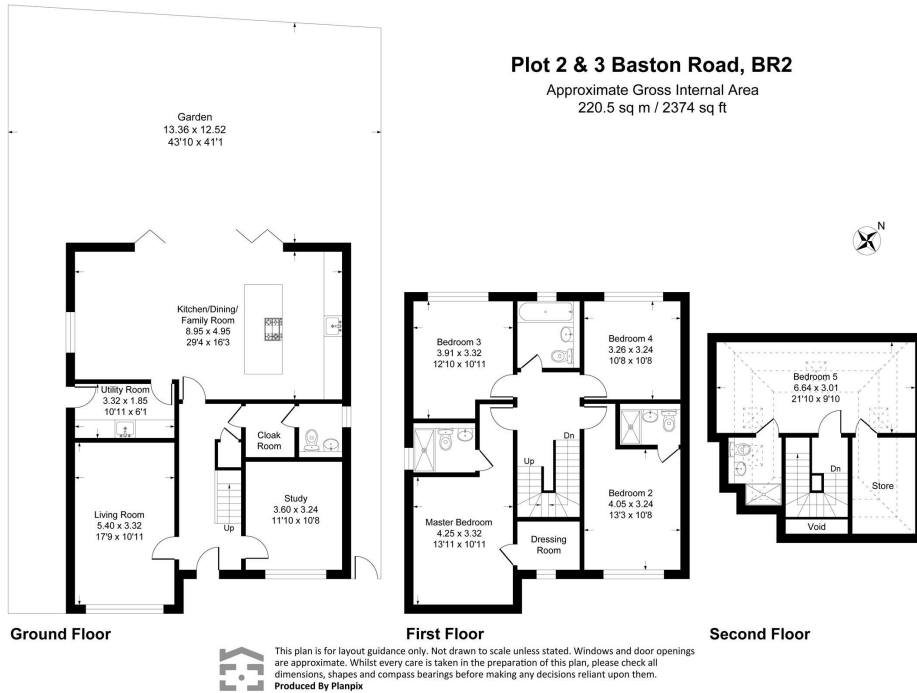 Plot 2 & 3 Baston Road, BR2
Approximate Gross Internal Area
220.5 sq m / 2374 sq ft
Garden
13.36 x 12.52
43'10 x 41'1
N
Kitchen/Dining/
Family Room
8.95 x 4.95
29'4 x 16'3
Utility Room
3.32 x 1.85
10'11 x 6'1
Cloak
Room
Living Room
5.40 x 3.32
17'9 x 10'11
Up
Study
3.60 x 3.24
11'10 x 10'8
Ground Floor
Bedroom 3
3.91 x 3.32
12'10 x 10'11
Bedroom 4
3.26 x 3.24
10'8 x 10'8
Up
Dn
Master Bedroom
4.25 x 3.32
13'11 x 10'11
Dressing
Room
Bedroom 2
4.05 x 3.24
13'3 x 10'8
First Floor
Bedroom 5
6.64 x 3.01
21'10 x 9'10
Dn
Store
Void
Second Floor
This plan is for layout guidance only. Not drawn to scale unless stated. Windows and door openings
are approximate. Whilst every care is taken in the preparation of this plan, please check all
dimensions, shapes and compass bearings before making any decisions reliant upon them.
Produced By Planpix